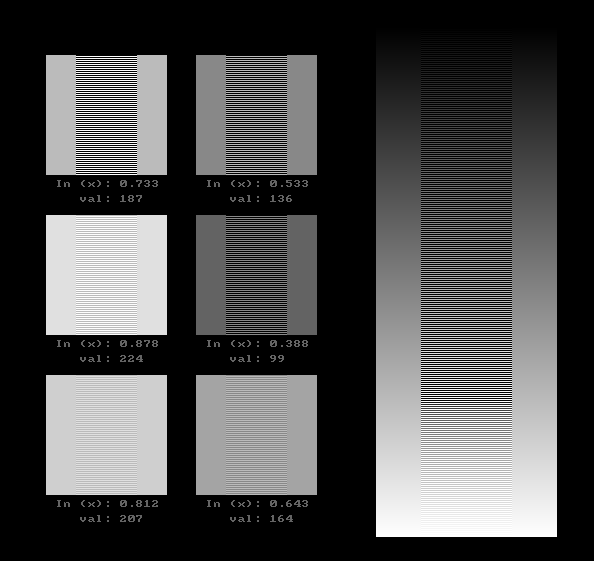 In (x): 0.733
val: 187
In (x): 0.533
val: 136
In (x): 0.878
val: 224
In (x): 0.388
val: 99
In (x): 0.812
val: 207
In (x): 0.643
val: 164